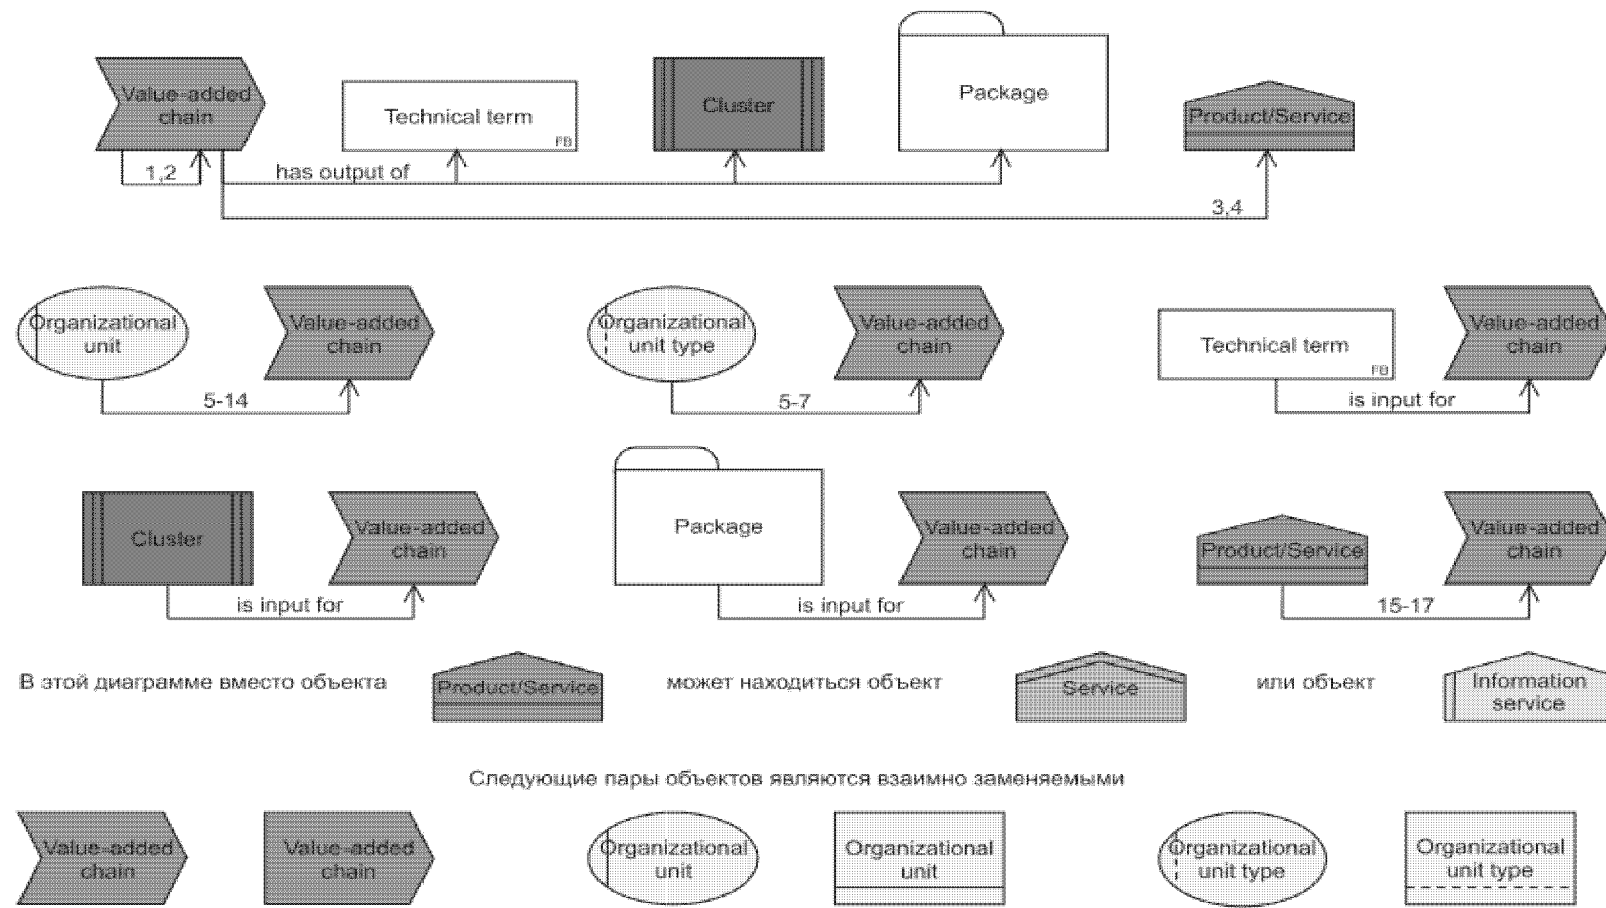 Value-added
chain
Technical term
FB
Cluster
Package
Product/Service
1,2
has output of
3,4
Organizational
unit
Value-added
chain
Organizational
unit type
Value-added
chain
Technical term
FB
Value-added
chain
5-14
5-7
is input for
Cluster
Value-added
chain
Package
Value-added
chain
Product/Service
Value-added
chain
is input for
is input for
15-17
В этой диаграмме вместо объекта
Product/Service
может находиться объект
Service
или объект
Information
service
Следующие пары объектов являются взаимно заменяемыми
Value-added
chain
Value-added
chain
Organizational
unit
Organizational
unit
Organizational
unit type
Organizational
unit type